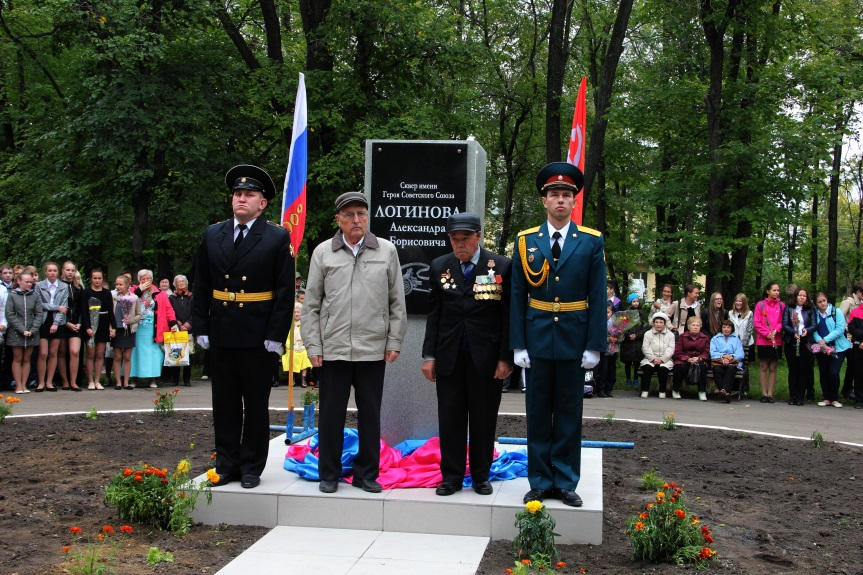 Сквер имени
Героя Советского Союза
ЛОГИНОВА
Александра
Борисовича